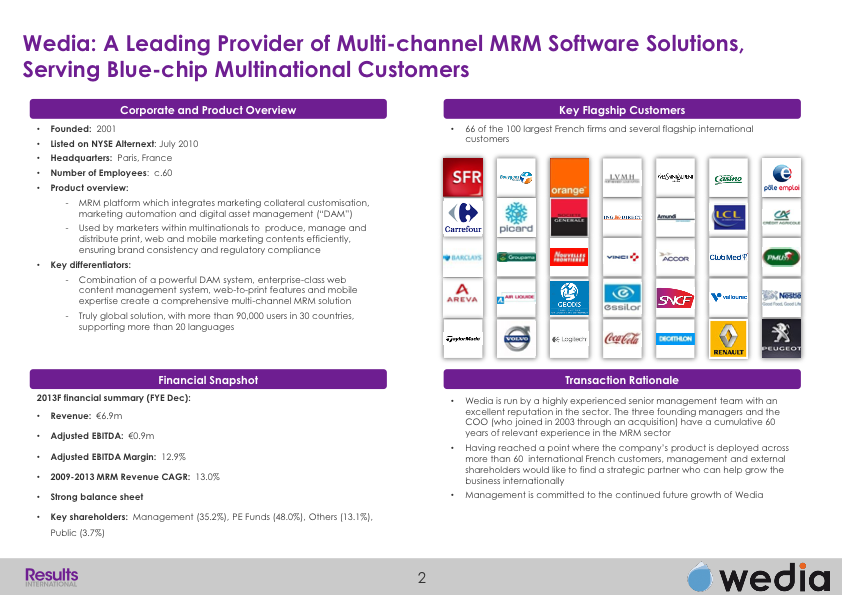 Wedia: A Leading Provider of Multi-channel MRM Software Solutions,
Serving Blue-chip Multinational Customers
Corporate and Product Overview
• Founded: 2001
• Listed on NYSE Alternext: July 2010
• Headquarters: Paris, France
• Number of Employees: c.60
• Product overview:
- MRM platform which integrates marketing collateral customisation,
marketing automation and digital asset management (“DAM”)
- Used by marketers within multinationals to produce, manage and
distribute print, web and mobile marketing contents efficiently,
ensuring brand consistency and regulatory compliance
• Key differentiators:
- Combination of a powerful DAM system, enterprise-class web
content management system, web-to-print features and mobile
expertise create a comprehensive multi-channel MRM solution
- Truly global solution, with more than 90,000 users in 30 countries,
supporting more than 20 languages
Key Flagship Customers
• 66 of the 100 largest French firms and several flagship international
customers
SFR
Bouygues
orange
LVMH
YVES SAINT LAURENT
Casino
pôle emploi
Carrefour
picard
SOCIETE GENERALE
ING DIRECT
Amundi
LCL
CA
CRÉDIT AGRICOLE
BARCLAYS
Groupama
NOUVELLES
FRONTIERES
VINCI
ACCOR
Club Med
PMU
AREVA
AIR LIQUIDE
GEODIS
essilor
SNCF
vallourec
Nestlé
Good Food, Good Life
TaylorMade
VOLVO
Logitech
Coca-Cola
DECATHLON
RENAULT
PEUGEOT
Financial Snapshot
2013F financial summary (FYE Dec):
• Revenue: €6.9m
• Adjusted EBITDA: €0.9m
• Adjusted EBITDA Margin: 12.9%
• 2009-2013 MRM Revenue CAGR: 13.0%
• Strong balance sheet
• Key shareholders: Management (35.2%), PE Funds (48.0%), Others (13.1%),
Public (3.7%)
Transaction Rationale
• Wedia is run by a highly experienced senior management team with an
excellent reputation in the sector. The three founding managers and the
COO (who joined in 2003 through an acquisition) have a cumulative 60
years of relevant experience in the MRM sector
• Having reached a point where the company’s product is deployed across
more than 60 international French customers, management and external
shareholders would like to find a strategic partner who can help grow the
business internationally
• Management is committed to the continued future growth of Wedia
Results
INTERNATIONAL
2
wedia